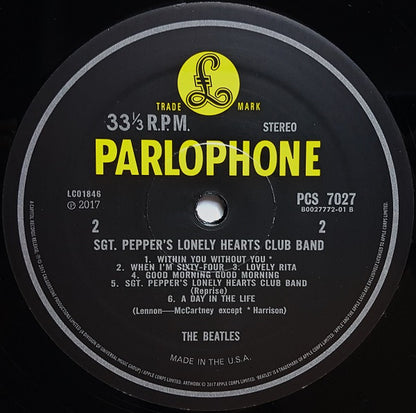 £
TRADE MARK
33⅓ R.P.M. STEREO
PARLOPHONE
LC01846 PCS 7027
℗ 2017 B0027772-01 B
2 2
SGT. PEPPER'S LONELY HEARTS CLUB BAND
1. WITHIN YOU WITHOUT YOU *
2. WHEN I'M SIXTY-FOUR 3. LOVELY RITA
4. GOOD MORNING GOOD MORNING
5. SGT. PEPPER'S LONELY HEARTS CLUB BAND
(Reprise)
6. A DAY IN THE LIFE
(Lennon—McCartney except * Harrison)
THE BEATLES
MADE IN THE U.S.A.